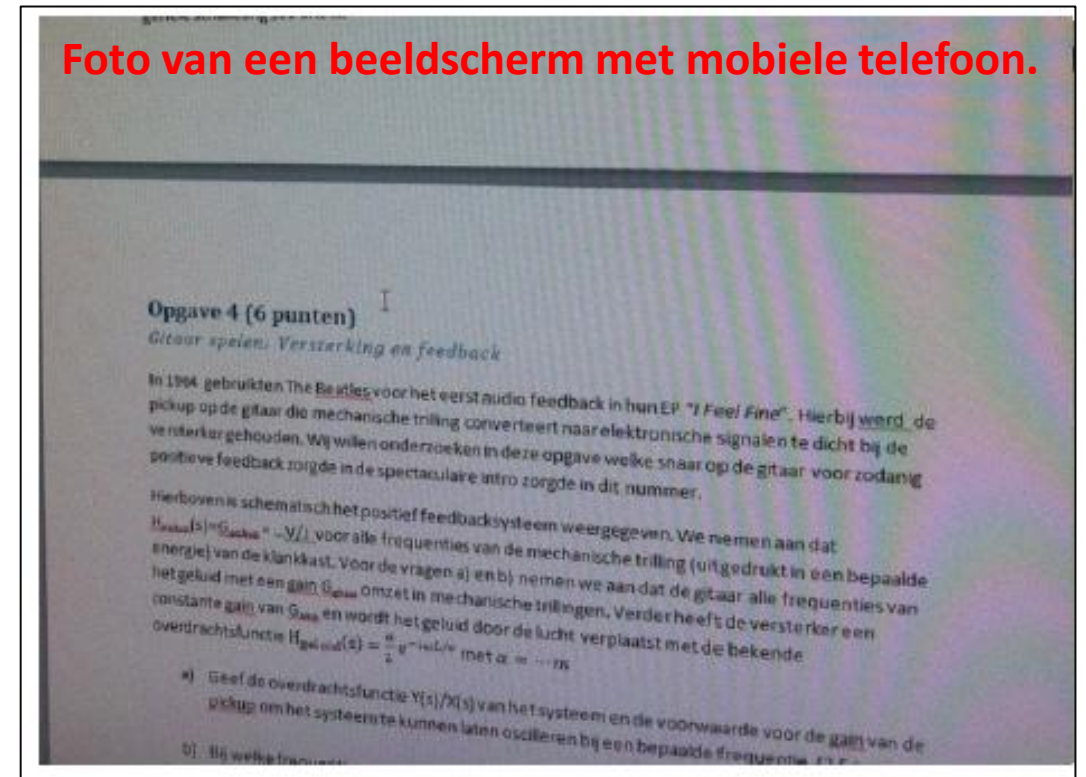 Foto van een beeldscherm met mobiele telefoon.
Opgave 4 (6 punten)
Gitaar spelen: Versterking en feedback
In 1964 gebruikten The Beatles voor het eerst audio feedback in hun EP "I Feel Fine". Hierbij werd de
pickup op de gitaar die mechanische trilling converteert naar elektronische signalen te dicht bij de
versterker gehouden. Wij willen onderzoeken in deze opgave welke snaar op de gitaar voor zodanig
positieve feedback zorgde in de spectaculaire intro zorgde in dit nummer.
Hierboven is schematisch het positief feedbacksysteem weergegeven. We nemen aan dat
voor alle frequenties van de mechanische trilling (uitgedrukt in een bepaalde
energie) van de klankkast. Voor de vragen a) en b) nemen we aan dat de gitaar alle frequenties van
het geluid met een gain omzet in mechanische trillingen. Verder heeft de versterker een
constante gain van en wordt het geluid door de lucht verplaatst met de bekende
overdrachtsfunctie met α = ... m
a) Geef de overdrachtsfunctie Y(s)/X(s) van het systeem en de voorwaarde voor de gain van de
pickup om het systeem te kunnen laten oscilleren bij een bepaalde frequentie.
b) Bij welke